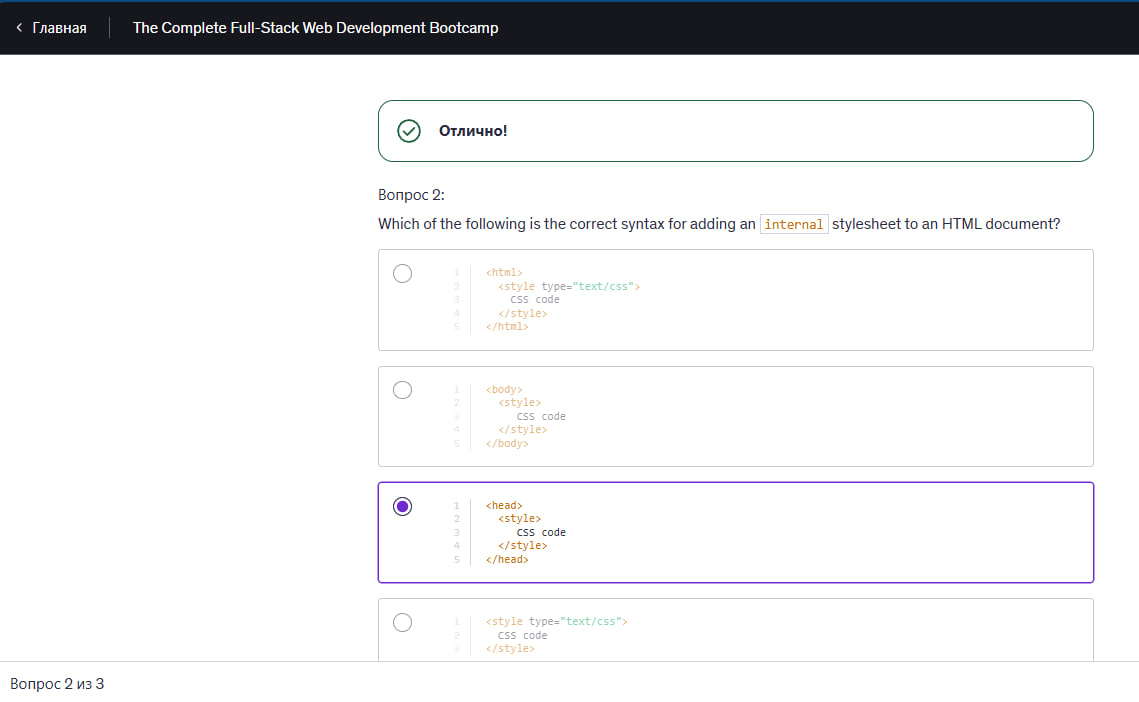 Главная
The Complete Full-Stack Web Development Bootcamp
Отлично!
Вопрос 2:
Which of the following is the correct syntax for adding an internal stylesheet to an HTML document?
1 <html>
2 <style type="text/css">
3 CSS code
4 </style>
5 </html>
1 <body>
2 <style>
3 CSS code
4 </style>
5 </body>
1 <head>
2 <style>
3 CSS code
4 </style>
5 </head>
1 <style type="text/css">
2 CSS code
3 </style>
Вопрос 2 из 3